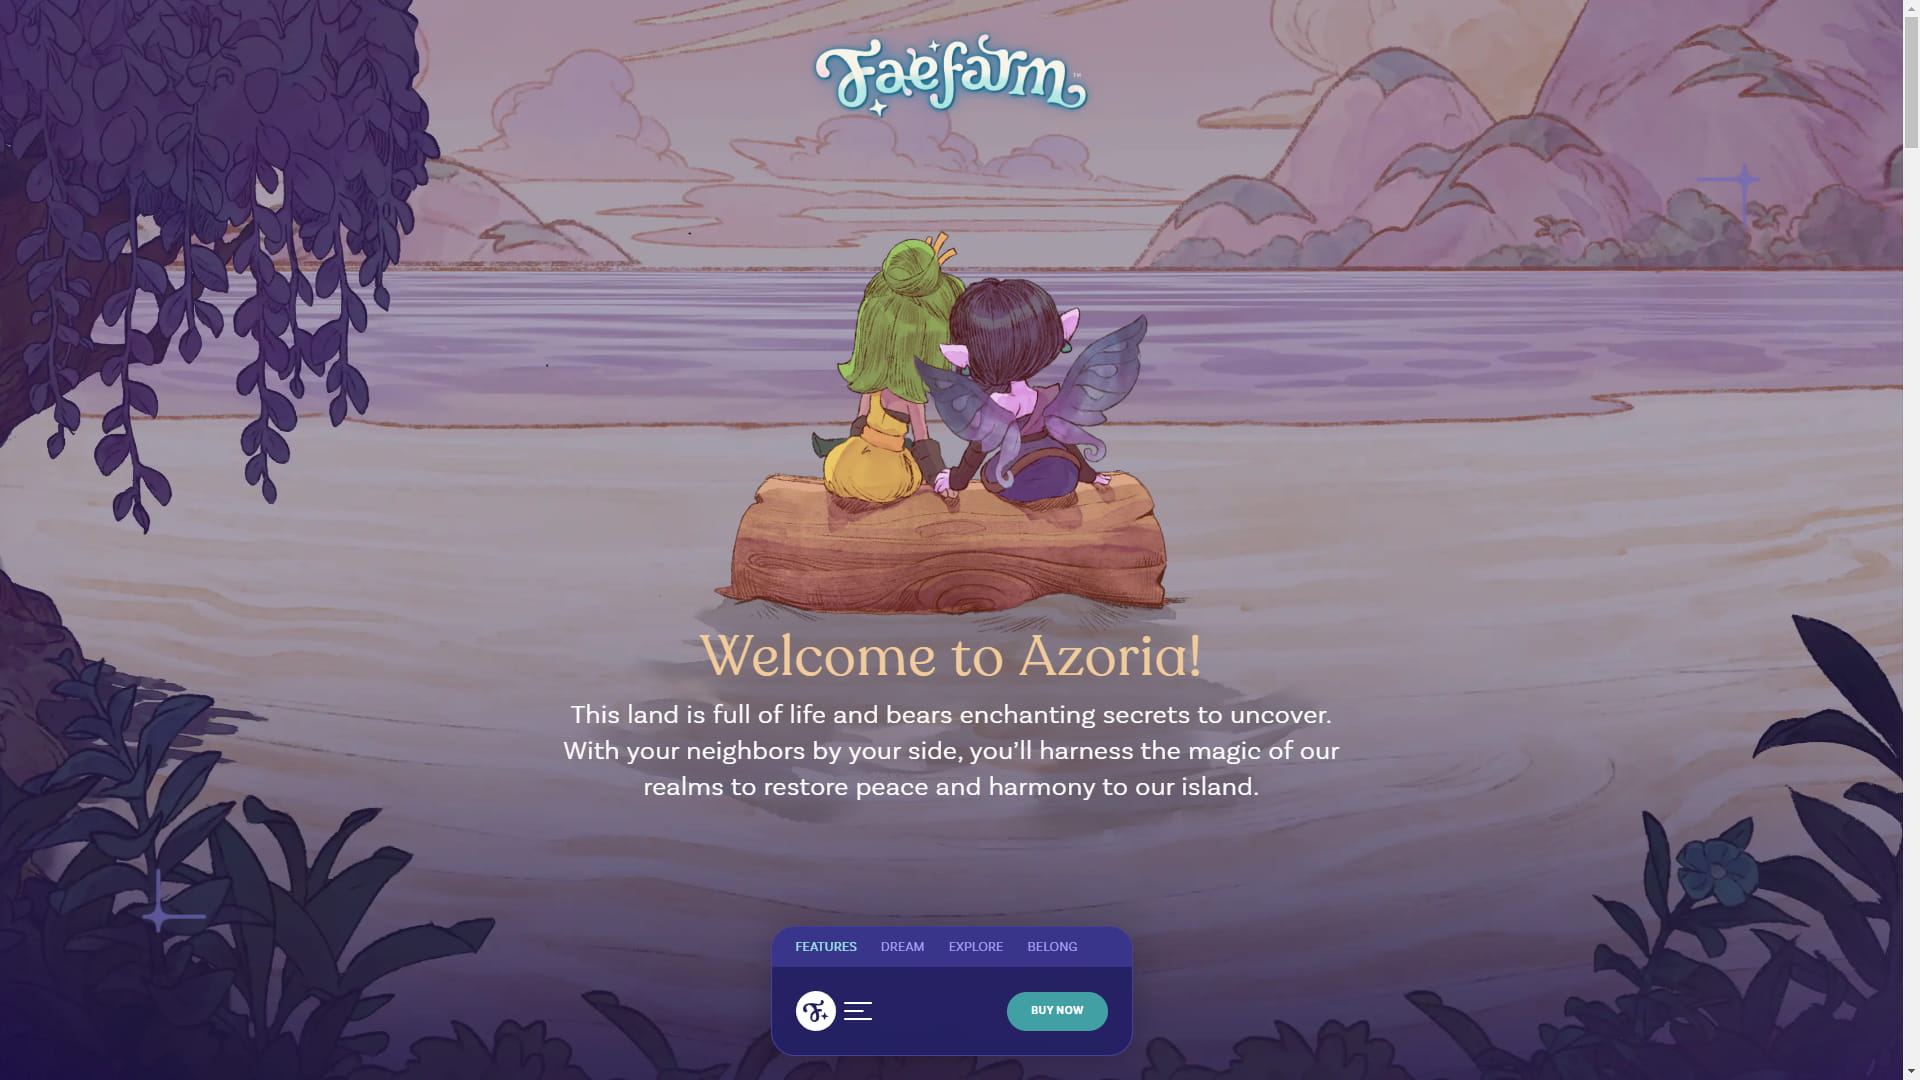 Faefarm™
Welcome to Azoria!
This land is full of life and bears enchanting secrets to uncover.
With your neighbors by your side, you’ll harness the magic of our
realms to restore peace and harmony to our island.
FEATURES DREAM EXPLORE BELONG
F
BUY NOW